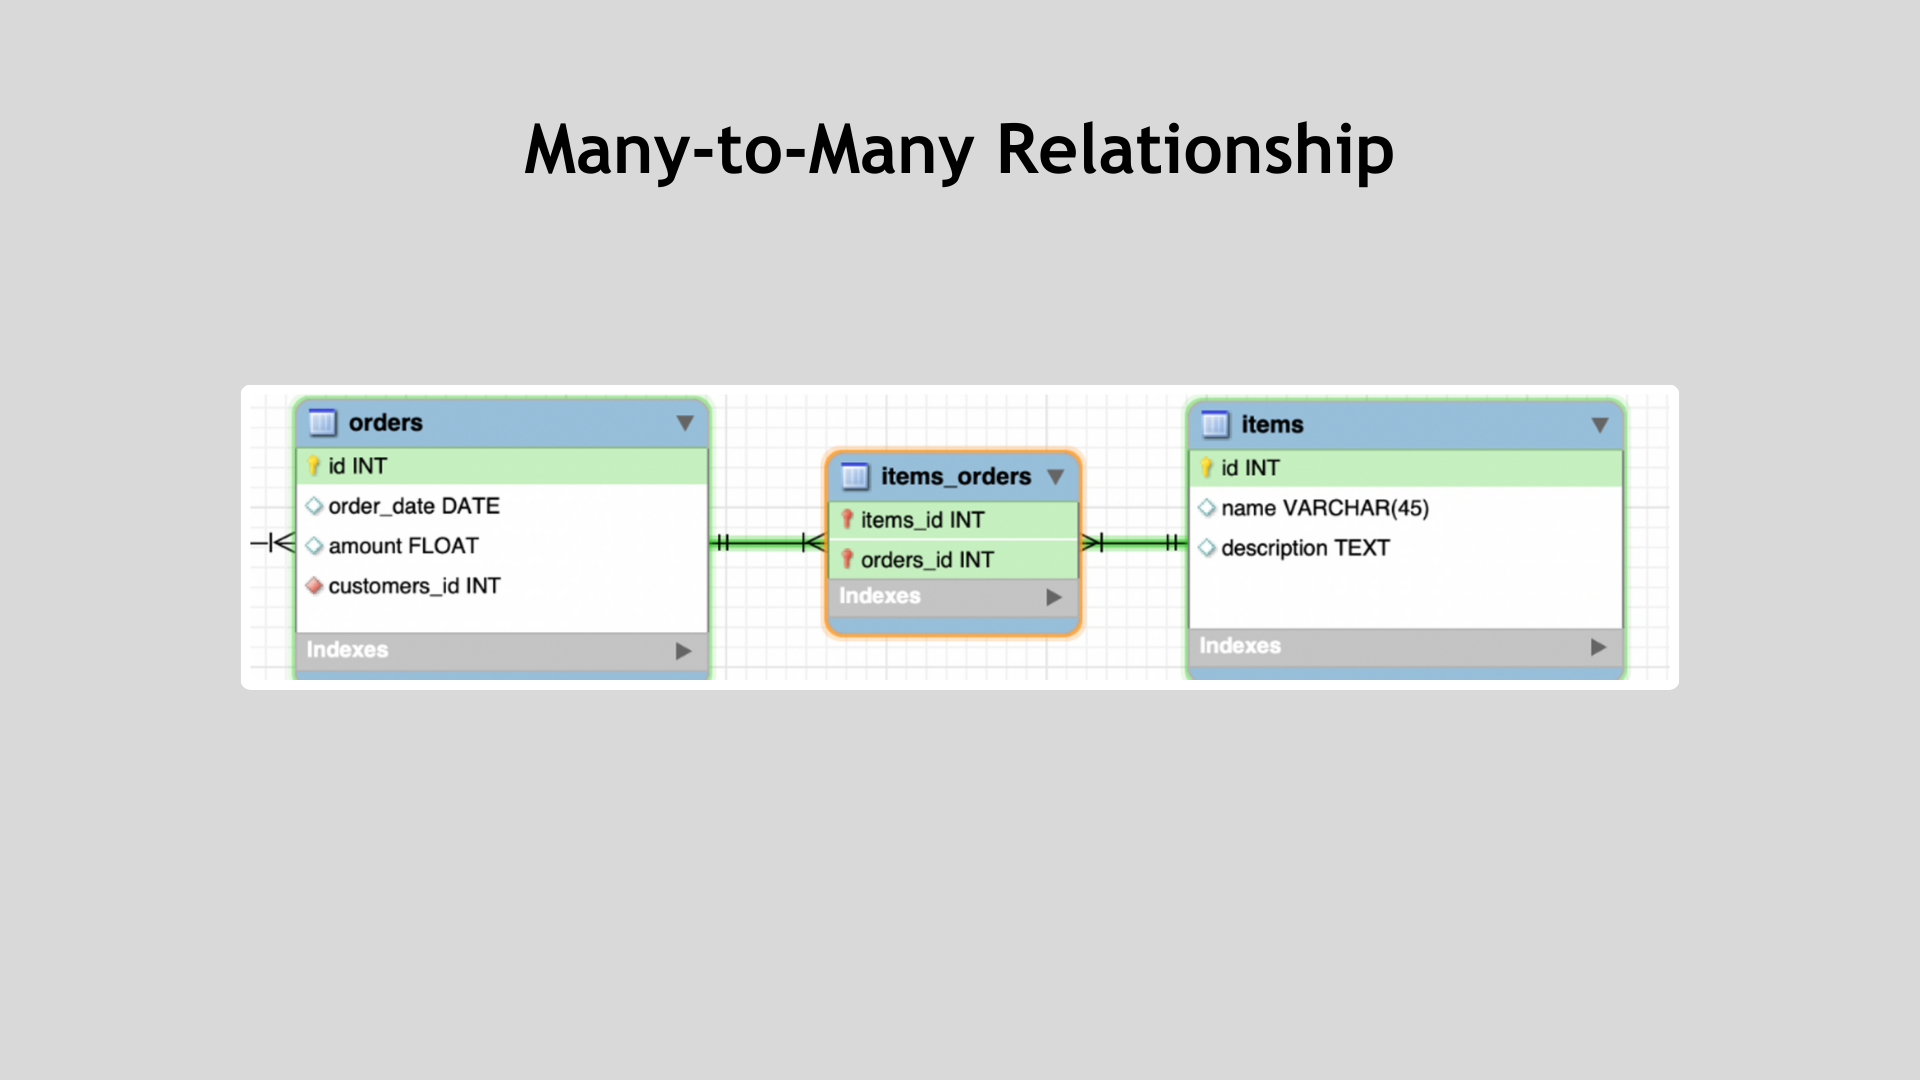 Many-to-Many Relationship
orders
id INT
order_date DATE
amount FLOAT
customers_id INT
Indexes
items_orders
items_id INT
orders_id INT
Indexes
items
id INT
name VARCHAR(45)
description TEXT
Indexes